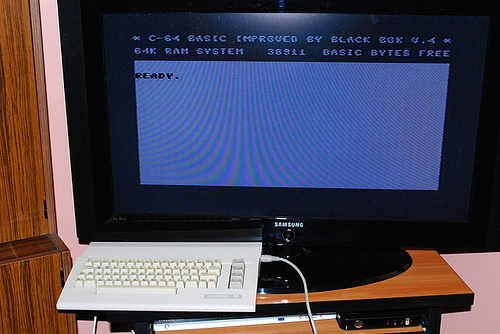 * C-64 BASIC IMPROVED BY BLACK BOX V.4 *
64K RAM SYSTEM 38911 BASIC BYTES FREE
READY.
SAMSUNG